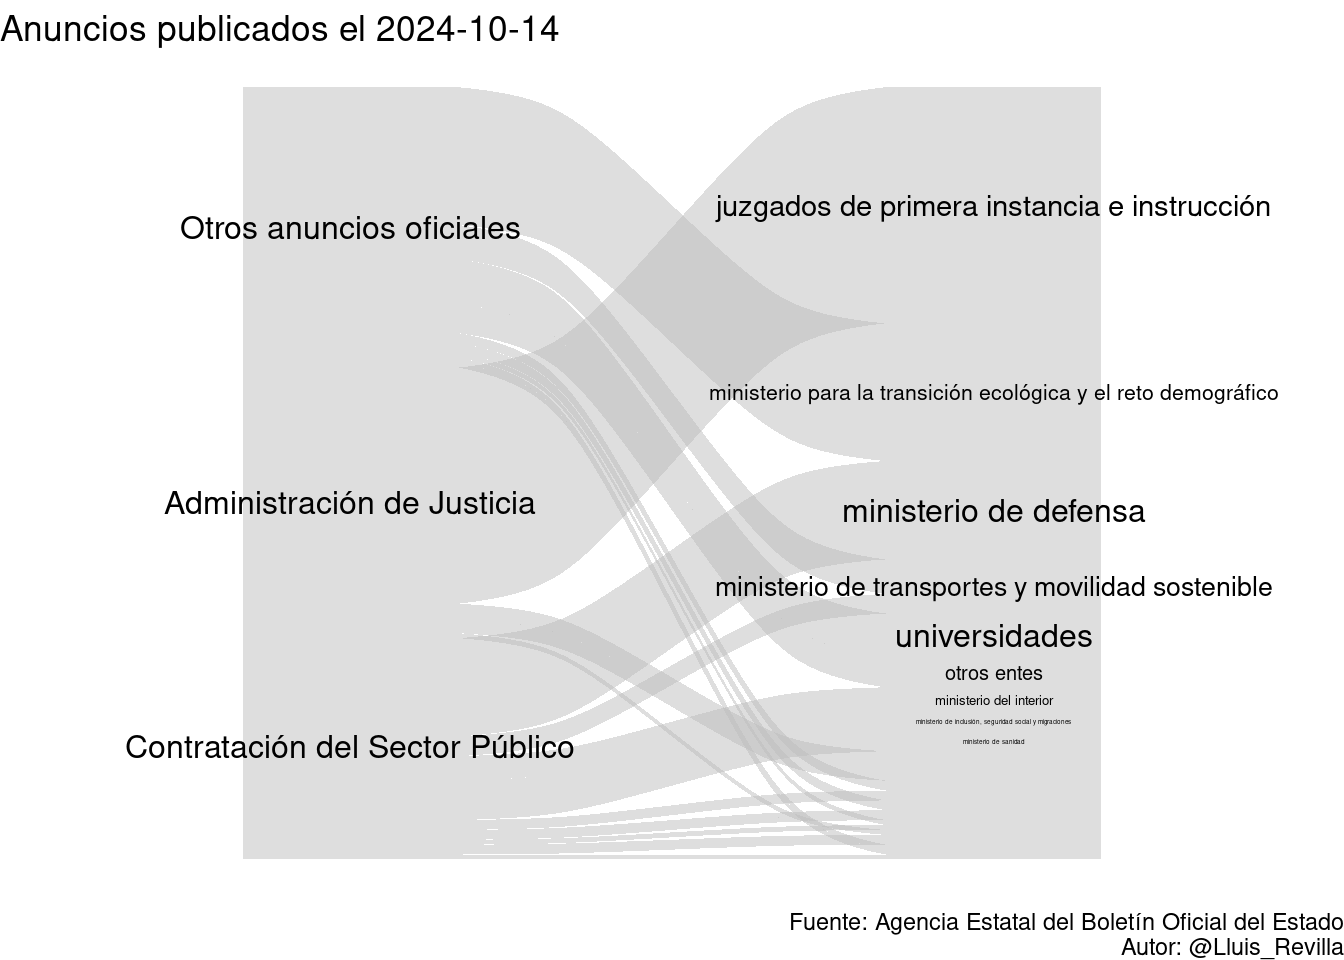 Anuncios publicados el 2024-10-14
Otros anuncios oficiales
Administración de Justicia
Contratación del Sector Público
juzgados de primera instancia e instrucción
ministerio para la transición ecológica y el reto demográfico
ministerio de defensa
ministerio de transportes y movilidad sostenible
universidades
otros entes
ministerio del interior
ministerio de inclusión, seguridad social y migraciones
ministerio de sanidad
Fuente: Agencia Estatal del Boletín Oficial del Estado
Autor: @Lluis_Revilla